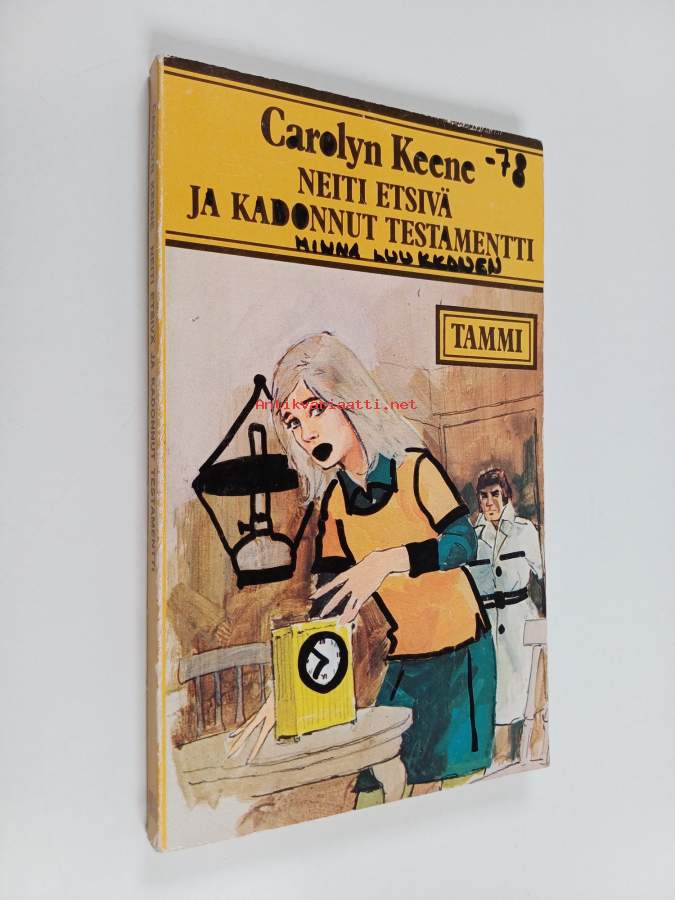 Carolyn Keene -78
NEITI ETSIVÄ
JA KADONNUT TESTAMENTTI
MINNA LUUKKONEN
TAMMI
Antikvariaatti.net
CAROLYN KEENE NEITI ETSIVÄ JA KADONNUT TESTAMENTTI